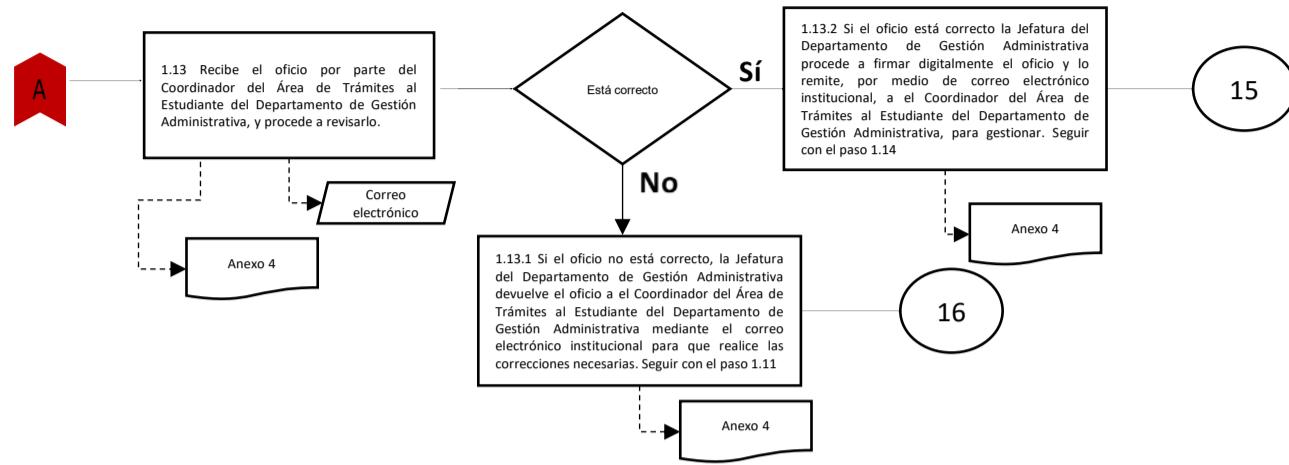 A
1.13 Recibe el oficio por parte del
Coordinador del Área de Trámites al
Estudiante del Departamento de Gestión
Administrativa, y procede a revisarlo.
Correo
electrónico
Anexo 4
Está correcto
Sí
No
1.13.2 Si el oficio está correcto la Jefatura del
Departamento de Gestión Administrativa
procede a firmar digitalmente el oficio y lo
remite, por medio de correo electrónico
institucional, a el Coordinador del Área de
Trámites al Estudiante del Departamento de
Gestión Administrativa, para gestionar. Seguir
con el paso 1.14
15
Anexo 4
1.13.1 Si el oficio no está correcto, la Jefatura
del Departamento de Gestión Administrativa
devuelve el oficio a el Coordinador del Área de
Trámites al Estudiante del Departamento de
Gestión Administrativa mediante el correo
electrónico institucional para que realice las
correcciones necesarias. Seguir con el paso 1.11
16
Anexo 4